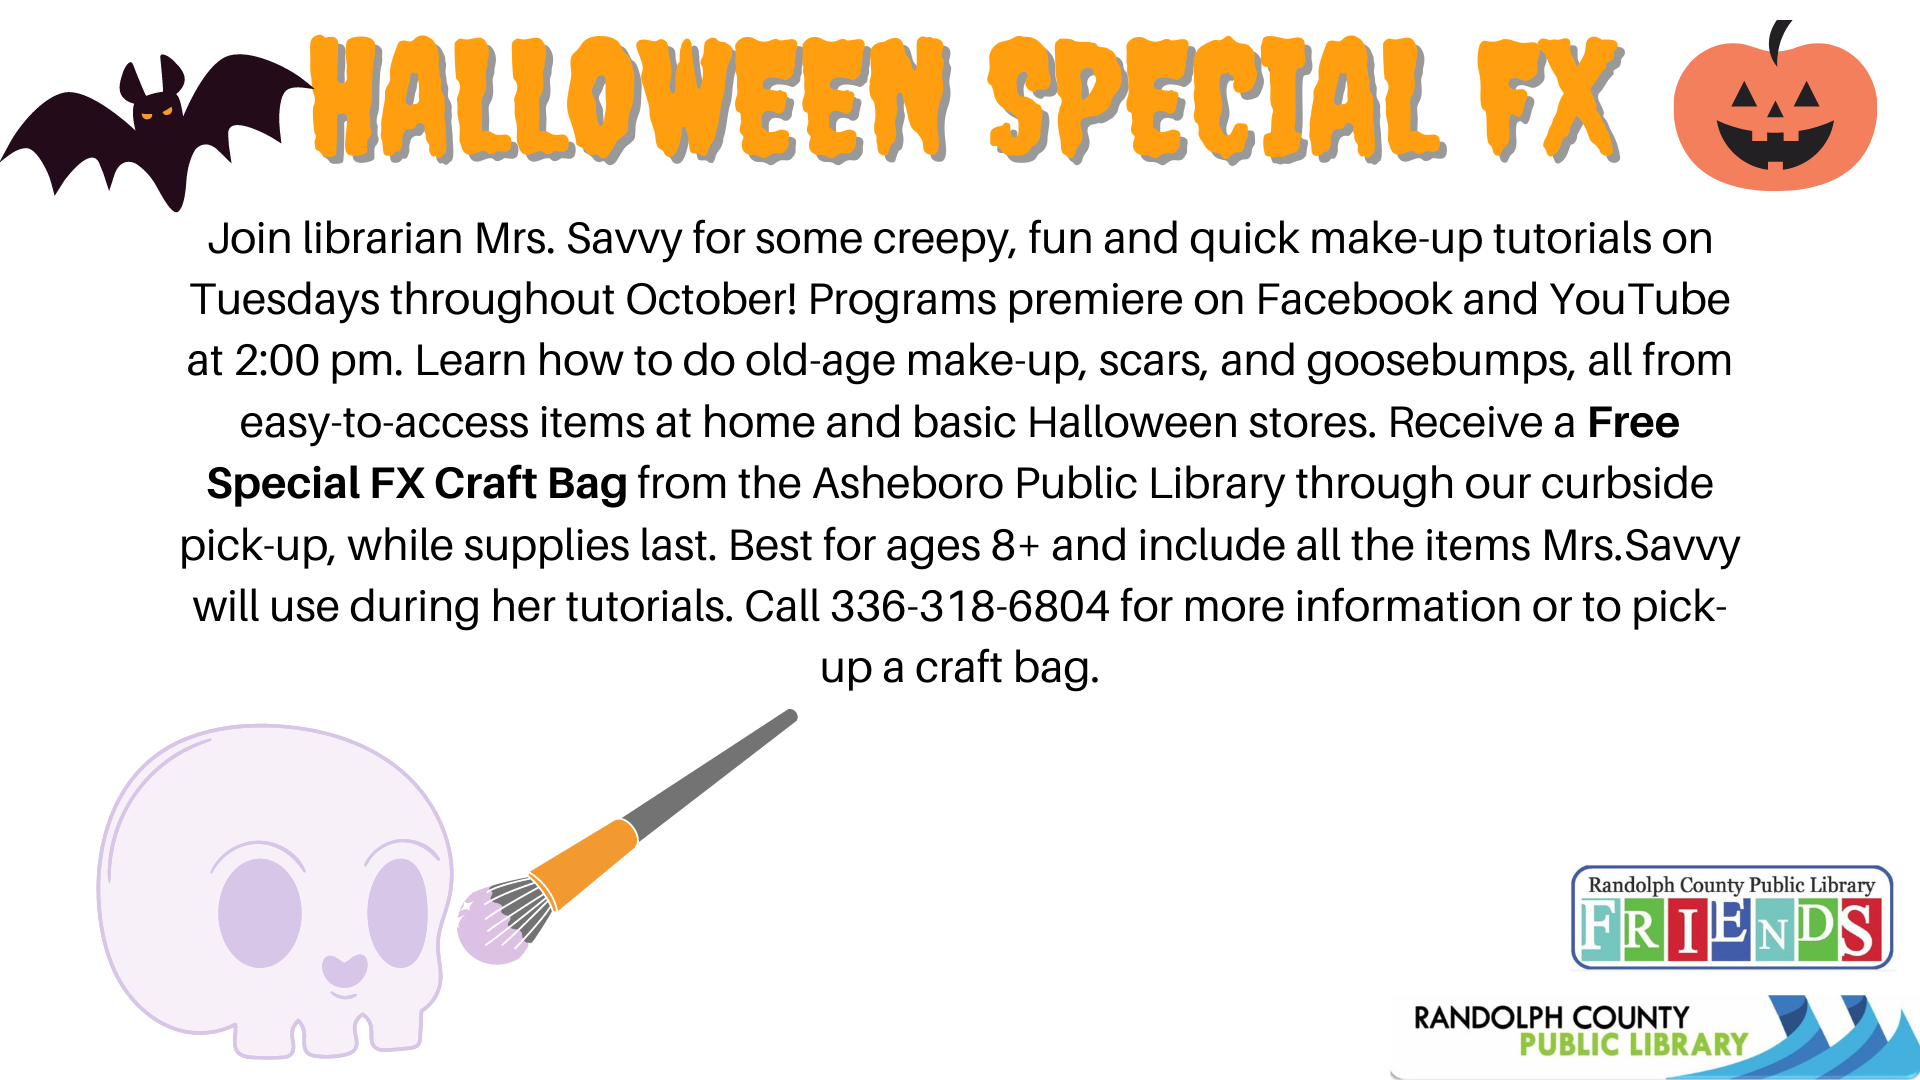 HALLOWEEN SPECIAL FX
Join librarian Mrs. Savvy for some creepy, fun and quick make-up tutorials on
Tuesdays throughout October! Programs premiere on Facebook and YouTube
at 2:00 pm. Learn how to do old-age make-up, scars, and goosebumps, all from
easy-to-access items at home and basic Halloween stores. Receive a Free
Special FX Craft Bag from the Asheboro Public Library through our curbside
pick-up, while supplies last. Best for ages 8+ and include all the items Mrs.Savvy
will use during her tutorials. Call 336-318-6804 for more information or to pick-
up a craft bag.
Randolph County Public Library
FRIENDS
RANDOLPH COUNTY
PUBLIC LIBRARY